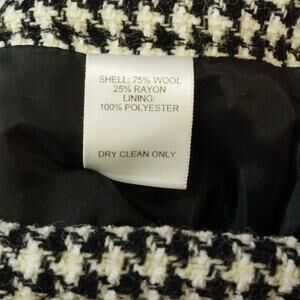 SHELL: 75% WOOL
25% RAYON
LINING:
100% POLYESTER
DRY CLEAN ONLY